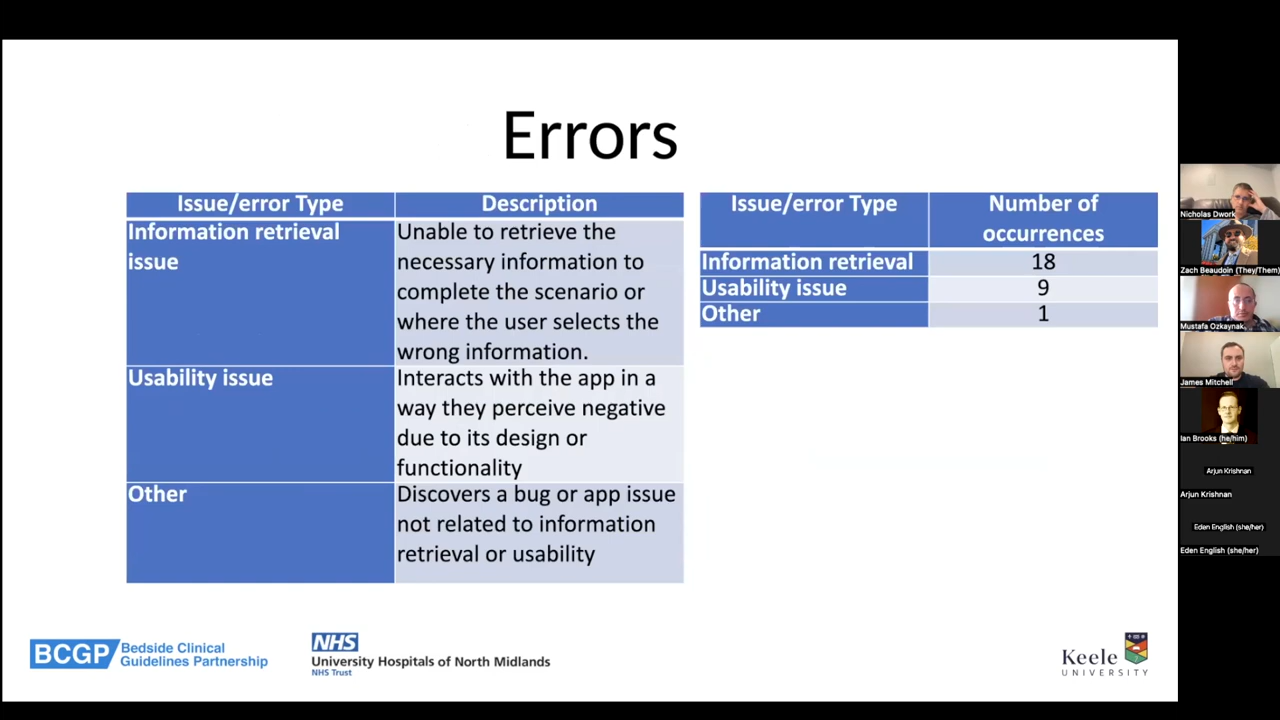 Errors
Issue/error Type
Description
Information retrieval
issue
Unable to retrieve the
necessary information to
complete the scenario or
where the user selects the
wrong information.
Usability issue
Interacts with the app in a
way they perceive negative
due to its design or
functionality
Other
Discovers a bug or app issue
not related to information
retrieval or usability
Issue/error Type
Number of
occurrences
Information retrieval
18
Usability issue
9
Other
1
BCGP
Bedside Clinical
Guidelines Partnership
NHS
University Hospitals of North Midlands
NHS Trust
Keele
UNIVERSITY
Nicholas Dwork
Zach Beaudoin (They/Them)
Mustafa Ozkaynak
James Mitchell
Ian Brooks (he/him)
Arjun Krishnan
Arjun Krishnan
Eden English (she/her)
Eden English (she/her)